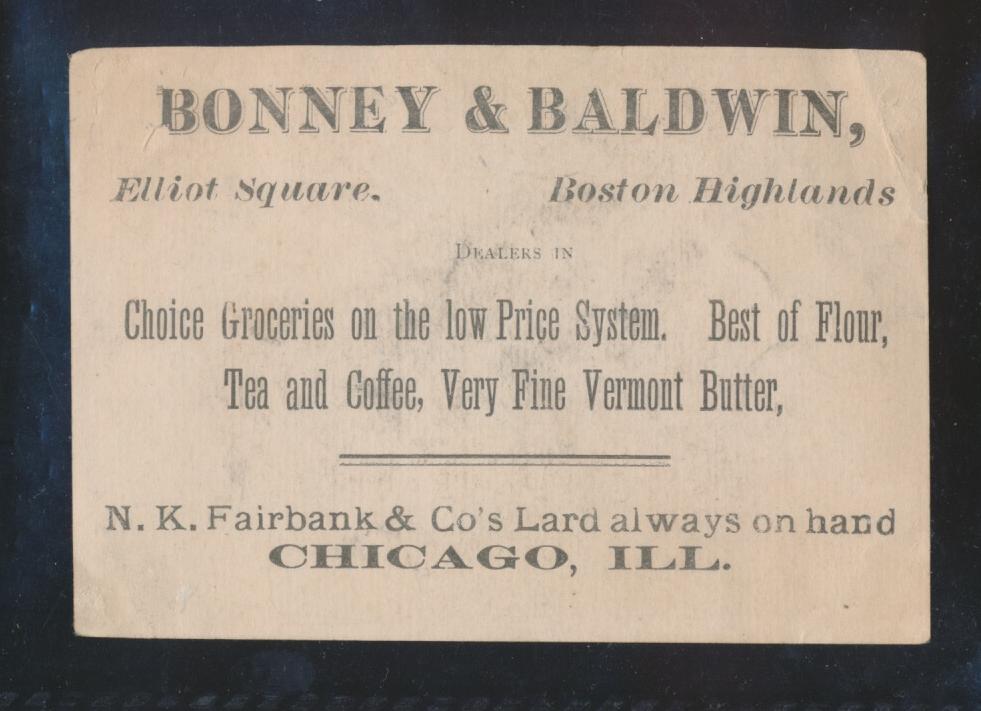 BONNEY & BALDWIN,
Elliot Square. Boston Highlands
DEALERS IN
Choice Groceries on the low Price System. Best of Flour,
Tea and Coffee, Very Fine Vermont Butter,
N. K. Fairbank & Co's Lard always on hand
CHICAGO, ILL.